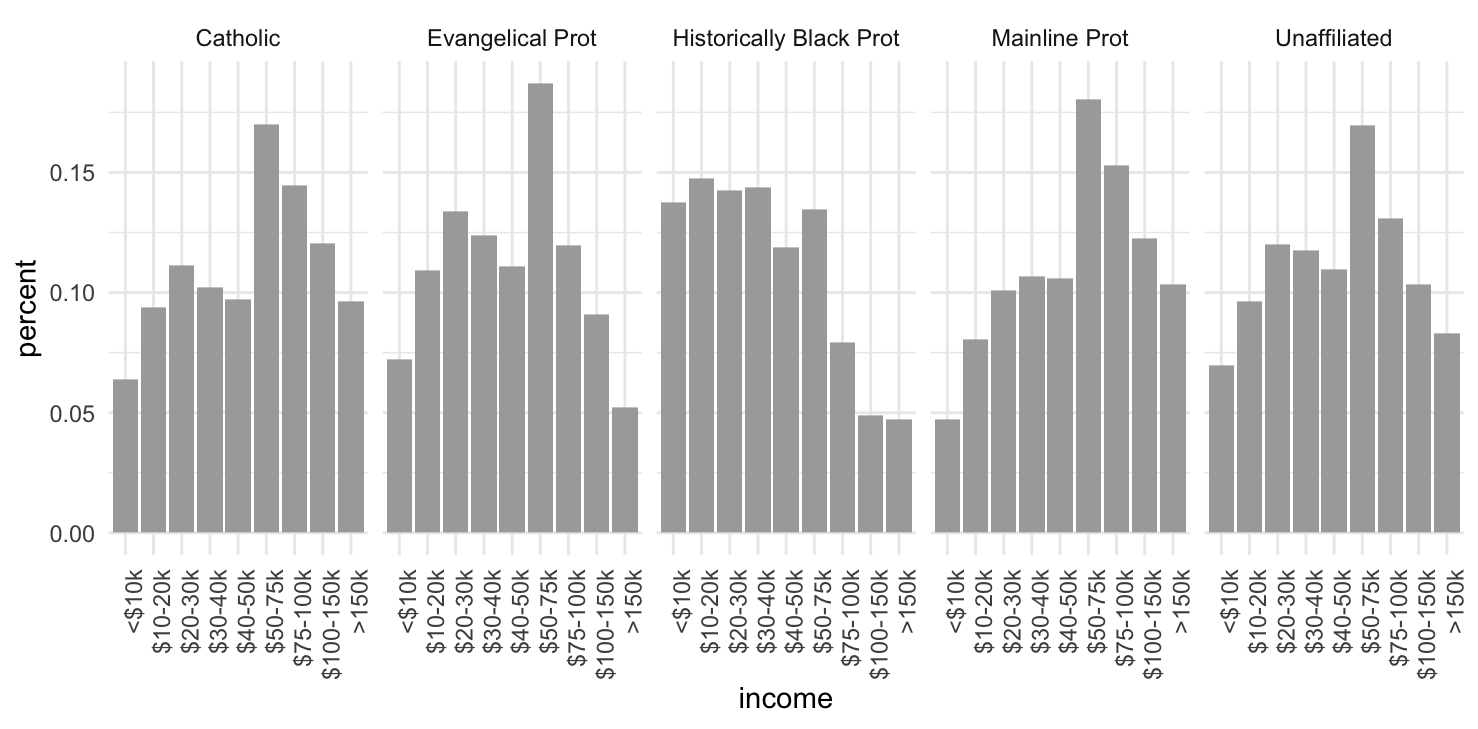 Catholic Evangelical Prot Historically Black Prot Mainline Prot Unaffiliated
0.15
0.10
0.05
0.00
percent
<$10k $10-20k $20-30k $30-40k $40-50k $50-75k $75-100k $100-150k >150k
<$10k $10-20k $20-30k $30-40k $40-50k $50-75k $75-100k $100-150k >150k
<$10k $10-20k $20-30k $30-40k $40-50k $50-75k $75-100k $100-150k >150k
<$10k $10-20k $20-30k $30-40k $40-50k $50-75k $75-100k $100-150k >150k
<$10k $10-20k $20-30k $30-40k $40-50k $50-75k $75-100k $100-150k >150k
income